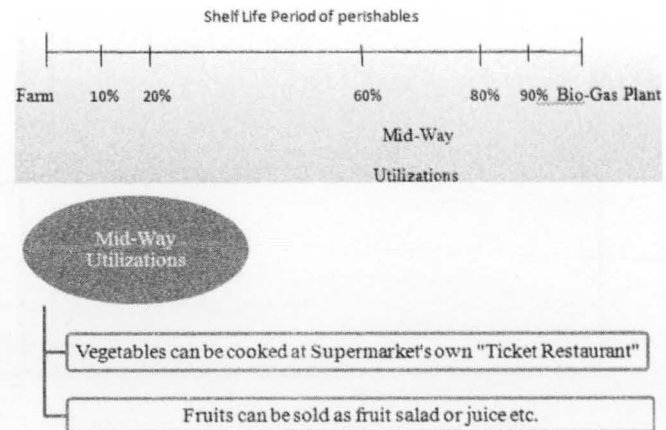 Shelf Life Period of perishables
Farm 10% 20% 60% 80% 90% Bio-Gas Plant
Mid-Way
Utilizations
Mid-Way
Utilizations
Vegetables can be cooked at Supermarket's own "Ticket Restaurant"
Fruits can be sold as fruit salad or juice etc.